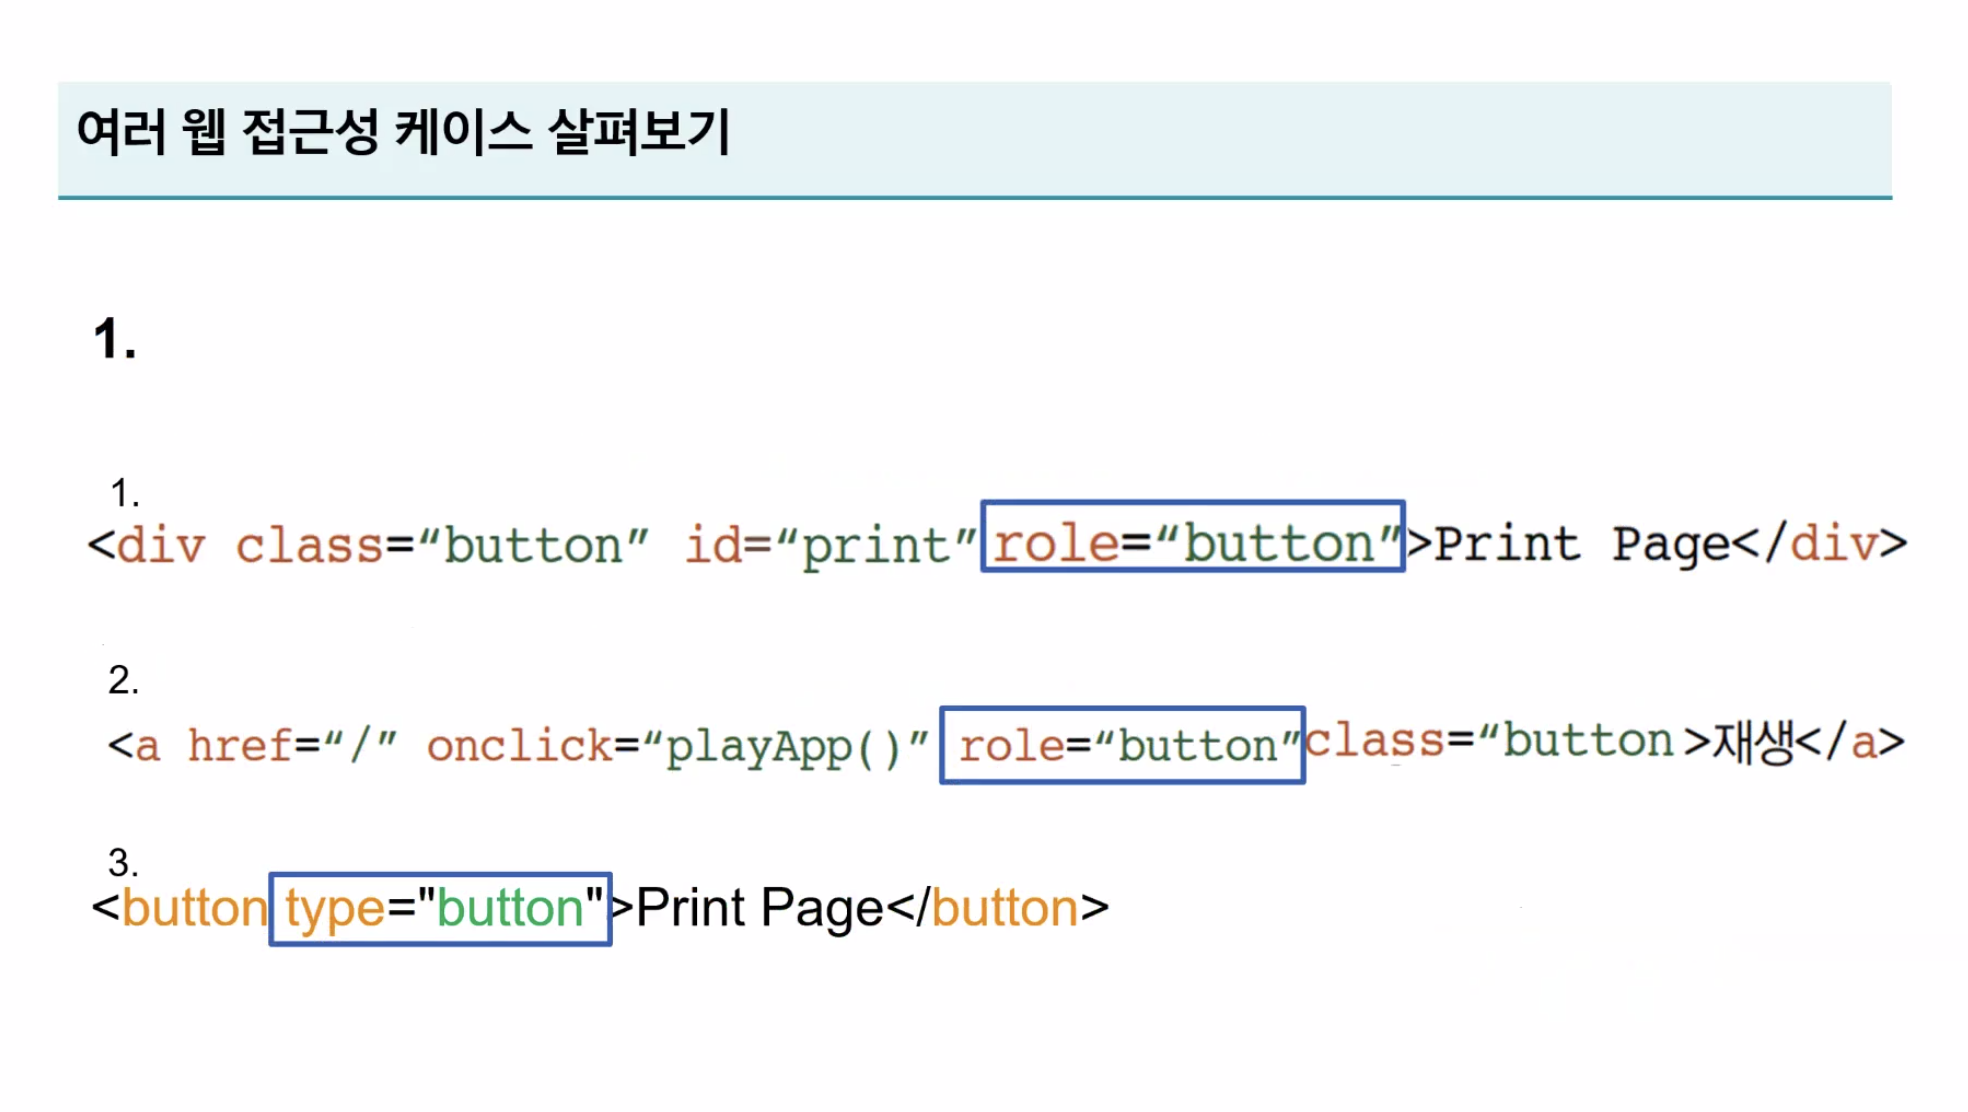 여러 웹 접근성 케이스 살펴보기
1.
1.
<div class=“button” id=“print” role=“button”>Print Page</div>
2.
<a href=“/” onclick=“playApp()” role=“button”class=“button >재생</a>
3.
<button type="button">Print Page</button>